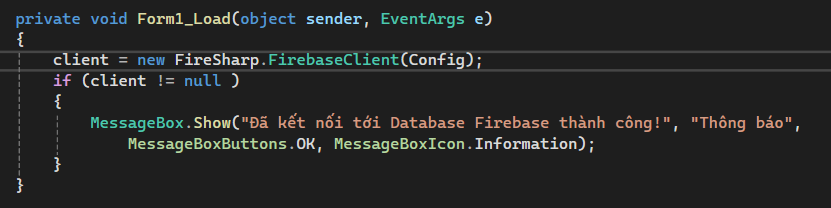 private void Form1_Load(object sender, EventArgs e)
{
    client = new FireSharp.FirebaseClient(Config);
    if (client != null )
    {
        MessageBox.Show("Đã kết nối tới Database Firebase thành công!", "Thông báo",
            MessageBoxButtons.OK, MessageBoxIcon.Information);
    }
}